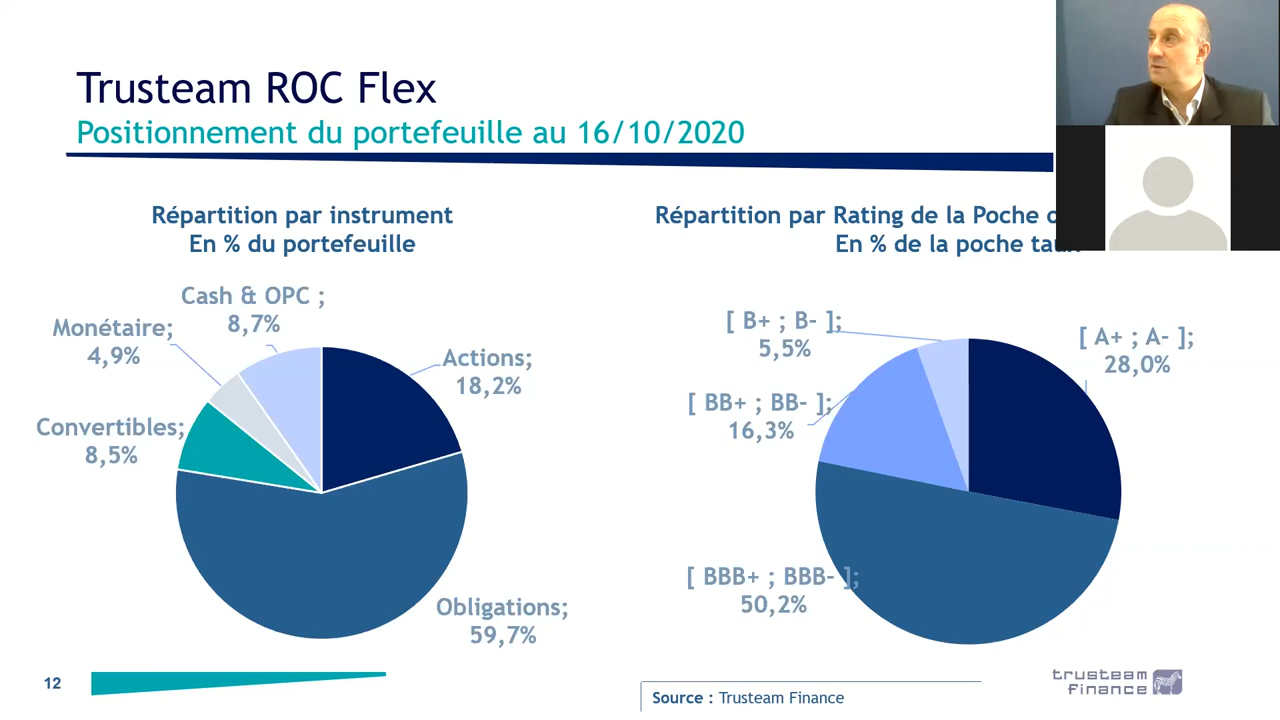 Trusteam ROC Flex
Positionnement du portefeuille au 16/10/2020
Répartition par instrument
En % du portefeuille
Cash & OPC ;
8,7%
Monétaire;
4,9%
Actions;
18,2%
Convertibles;
8,5%
Obligations;
59,7%
Répartition par Rating de la Poche
En % de la poche taux
[ B+ ; B- ];
5,5%
[ A+ ; A- ];
28,0%
[ BB+ ; BB- ];
16,3%
[ BBB+ ; BBB- ];
50,2%
12
Source : Trusteam Finance
trusteam
finance